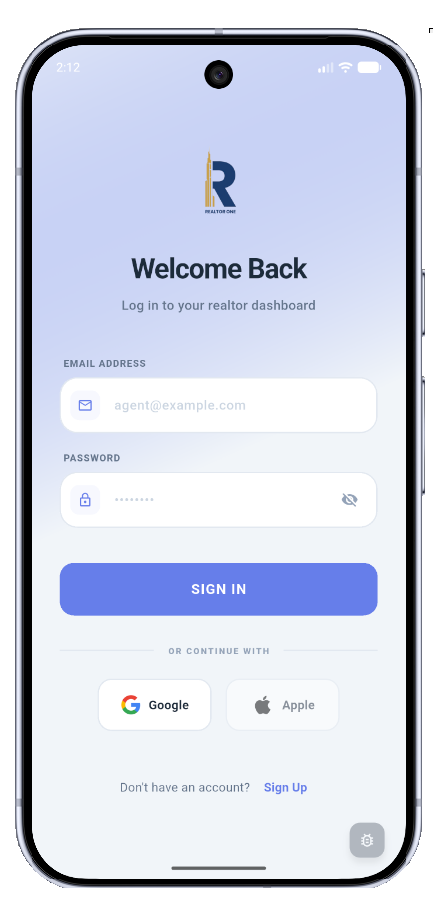 2:12
REALTOR ONE
Welcome Back
Log in to your realtor dashboard
EMAIL ADDRESS
agent@example.com
PASSWORD
••••••••
SIGN IN
OR CONTINUE WITH
Google
Apple
Don't have an account? Sign Up